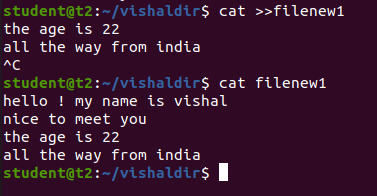 student@t2:~/vishaldir$ cat >>filenew1
the age is 22
all the way from india
^C
student@t2:~/vishaldir$ cat filenew1
hello ! my name is vishal
nice to meet you
the age is 22
all the way from india
student@t2:~/vishaldir$